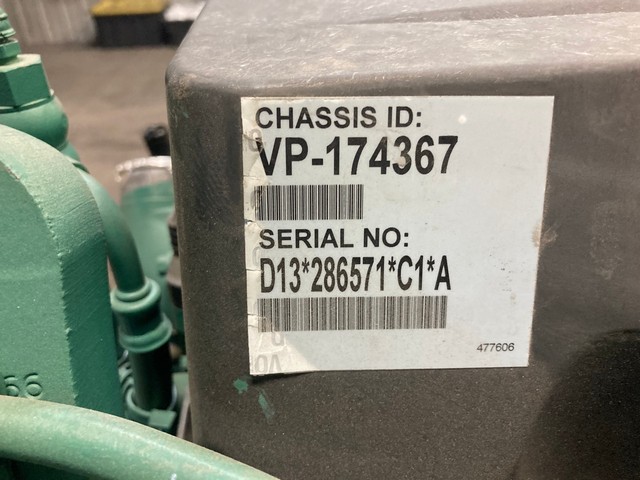 CHASSIS ID:
VP-174367
SERIAL NO:
D13*286571*C1*A
477606